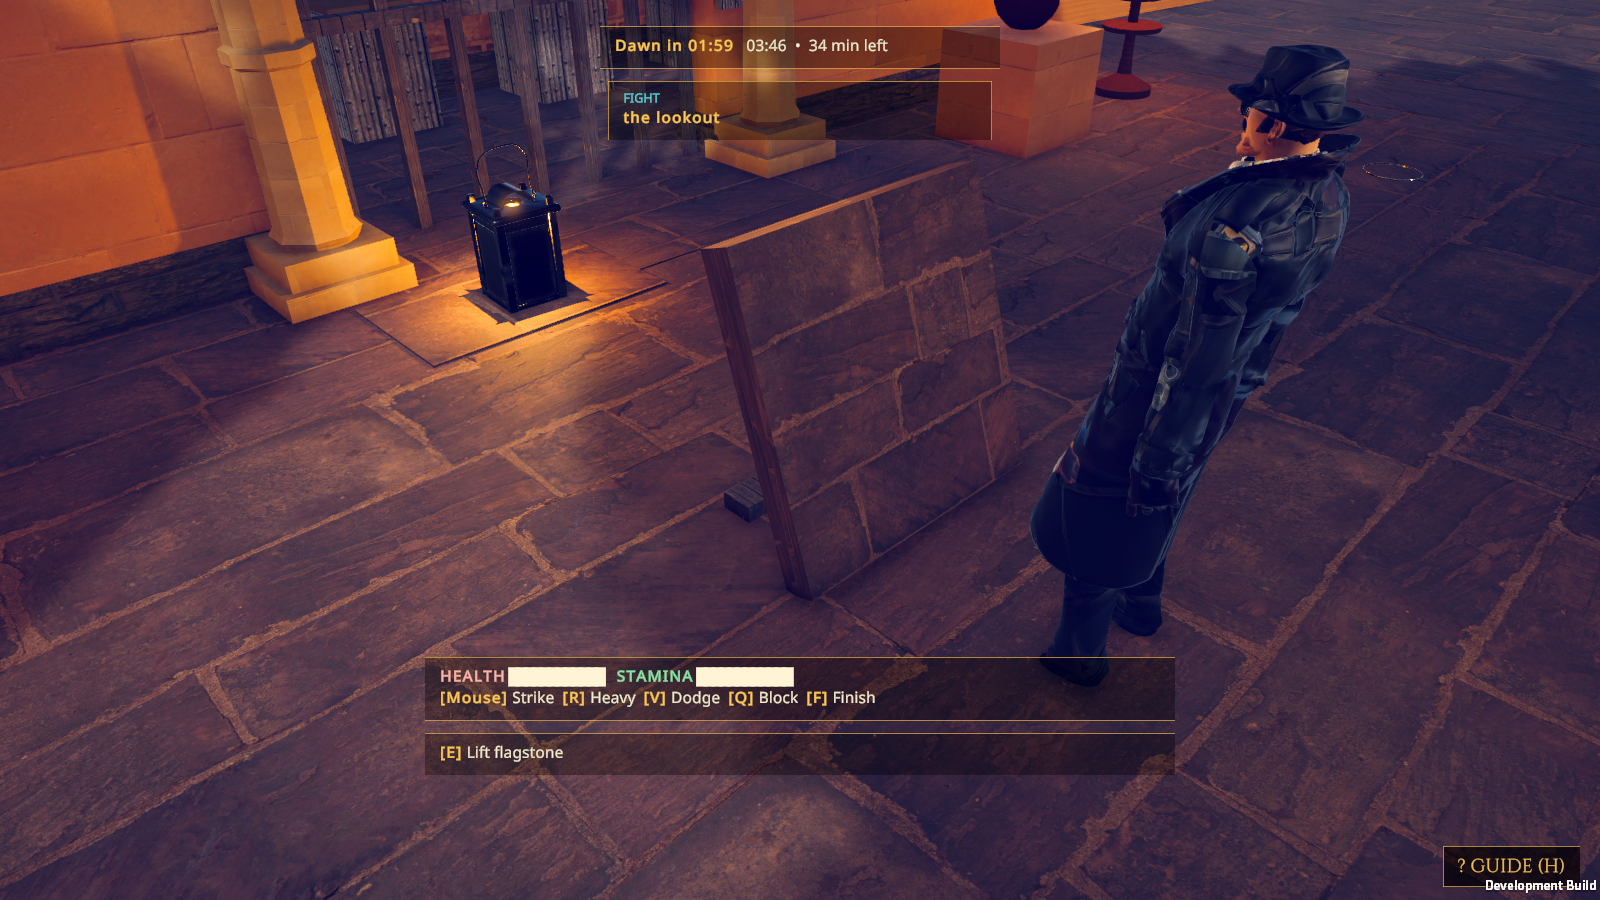 Dawn in 01:59 03:46 • 34 min left
FIGHT
the lookout
HEALTH STAMINA
[Mouse] Strike [R] Heavy [V] Dodge [Q] Block [F] Finish
[E] Lift flagstone
? GUIDE (H)
Development Build